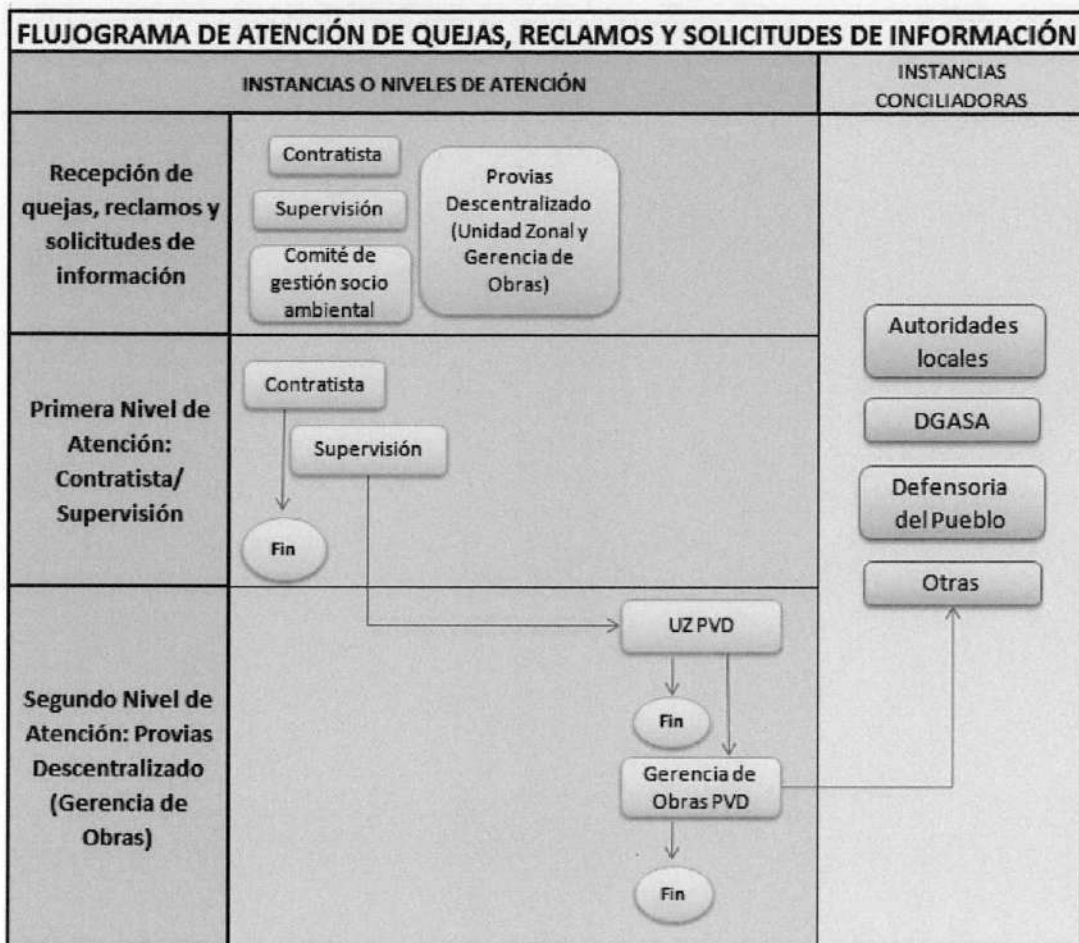 FLUJOGRAMA DE ATENCIÓN DE QUEJAS, RECLAMOS Y SOLICITUDES DE INFORMACIÓN
INSTANCIAS O NIVELES DE ATENCIÓN
INSTANCIAS
CONCILIADORAS
Recepción de
quejas, reclamos y
solicitudes de
información
Contratista
Supervisión
Comité de
gestión socio
ambiental
Provias
Descentralizado
(Unidad Zonal y
Gerencia de
Obras)
Primera Nivel de
Atención:
Contratista/
Supervisión
Contratista
Supervisión
Fin
Segundo Nivel de
Atención: Provias
Descentralizado
(Gerencia de
Obras)
UZ PVD
Fin
Gerencia de
Obras PVD
Fin
Autoridades
locales
DGASA
Defensoria
del Pueblo
Otras